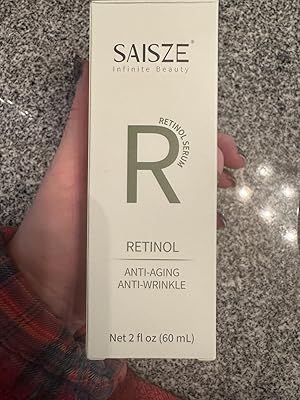 SAISZE®
Infinite Beauty
R
RETINOL·SERUM
RETINOL
ANTI-AGING
ANTI-WRINKLE
Net 2 fl oz (60 mL)